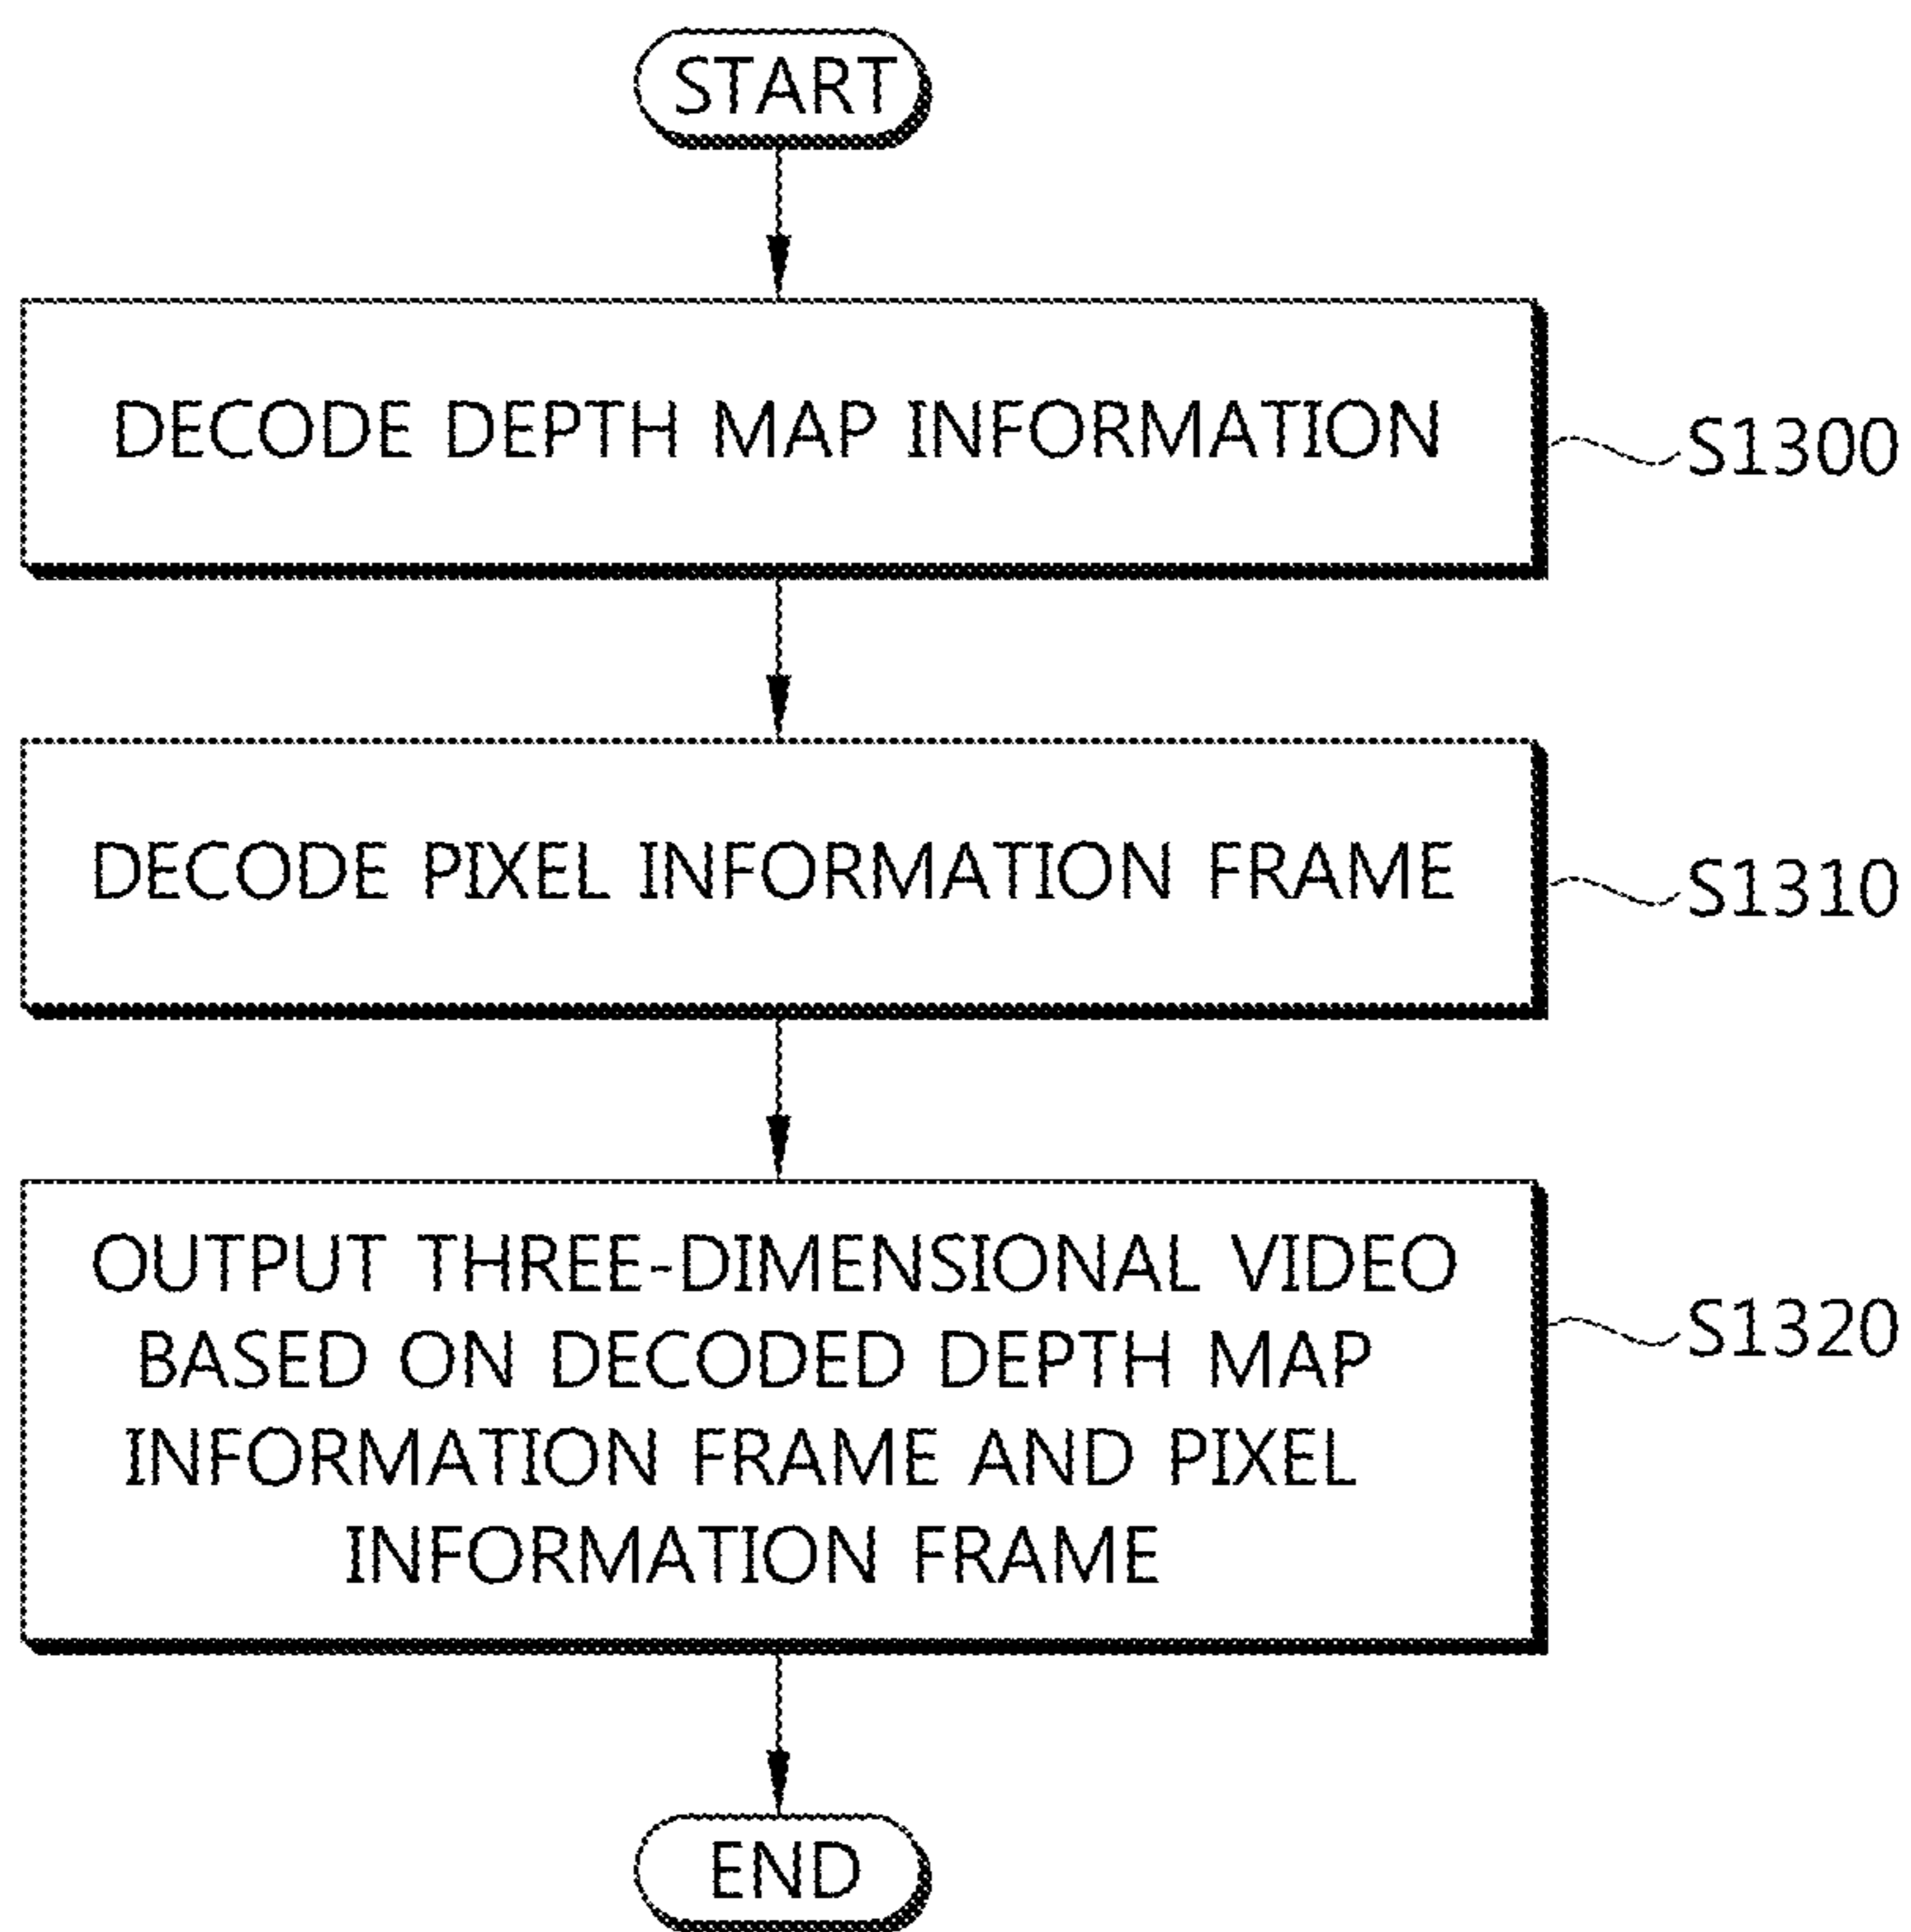 START
DECODE DEPTH MAP INFORMATION
S1300
DECODE PIXEL INFORMATION FRAME
S1310
OUTPUT THREE-DIMENSIONAL VIDEO
BASED ON DECODED DEPTH MAP
INFORMATION FRAME AND PIXEL
INFORMATION FRAME
S1320
END